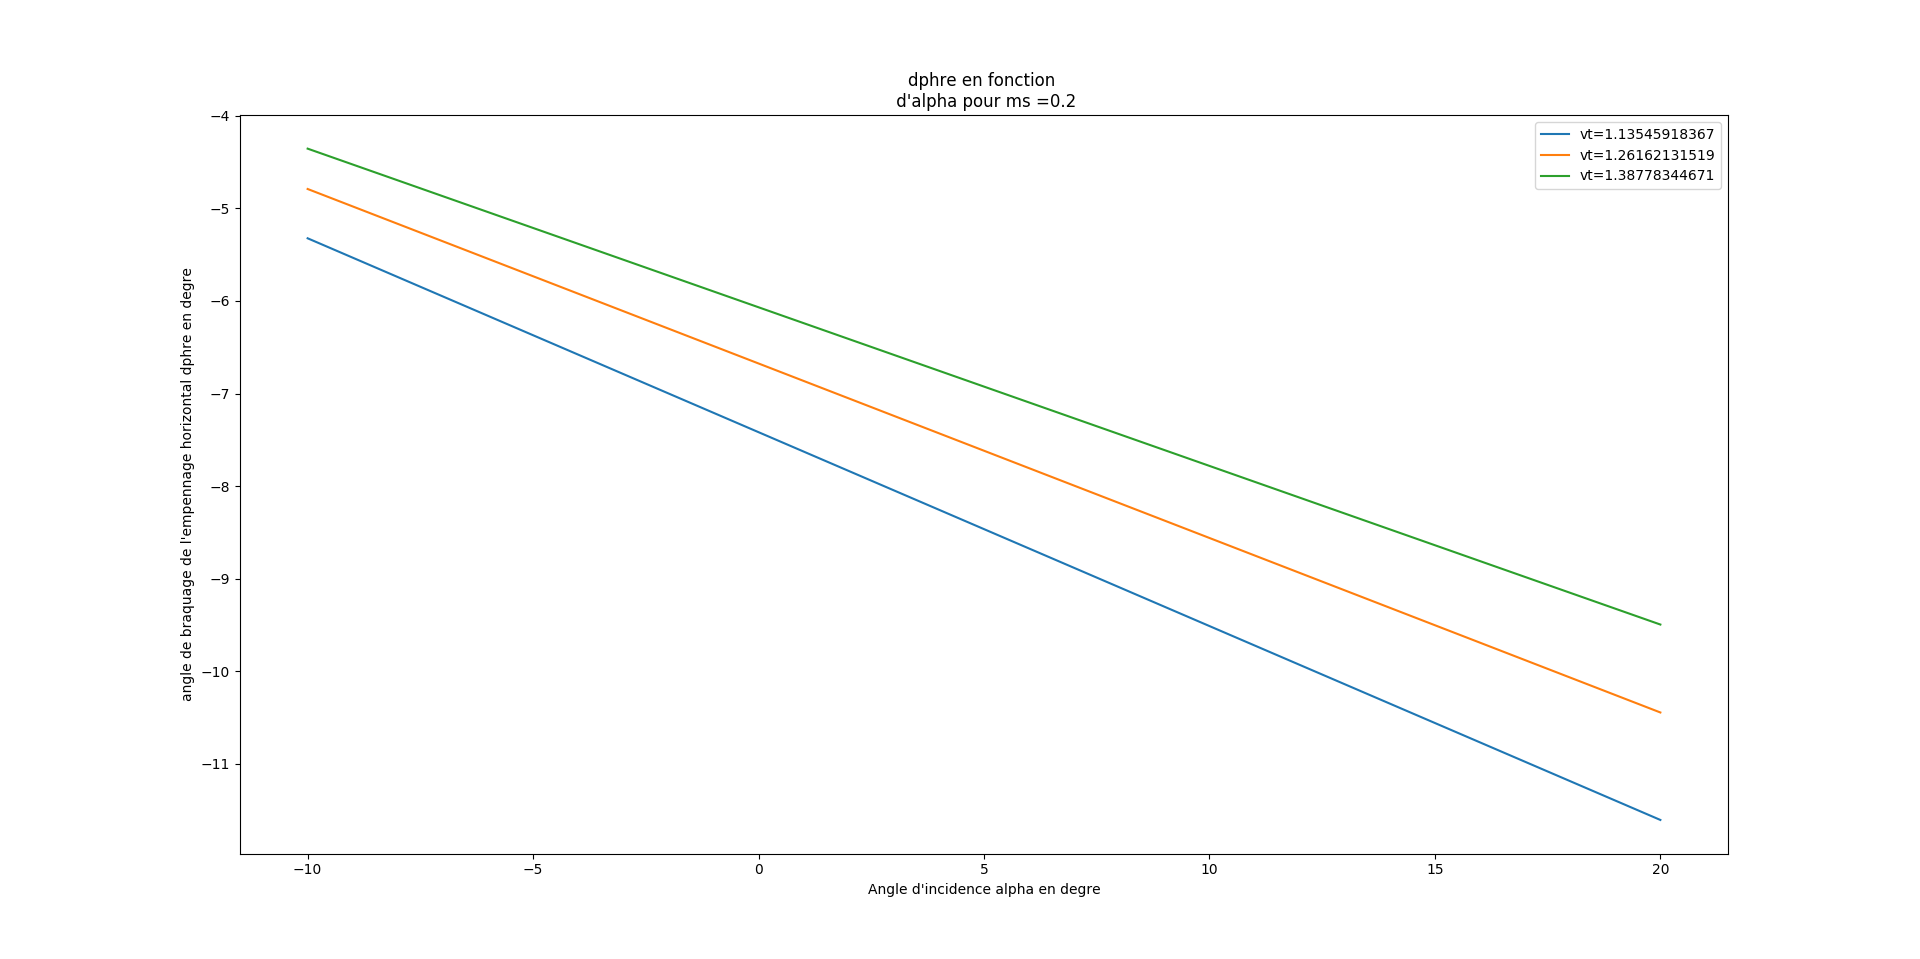 dphre en fonction
d'alpha pour ms =0.2
vt=1.13545918367
vt=1.26162131519
vt=1.38778344671
angle de braquage de l'empennage horizontal dphre en degre
−4
−5
−6
−7
−8
−9
−10
−11
−10
−5
0
5
10
15
20
Angle d'incidence alpha en degre